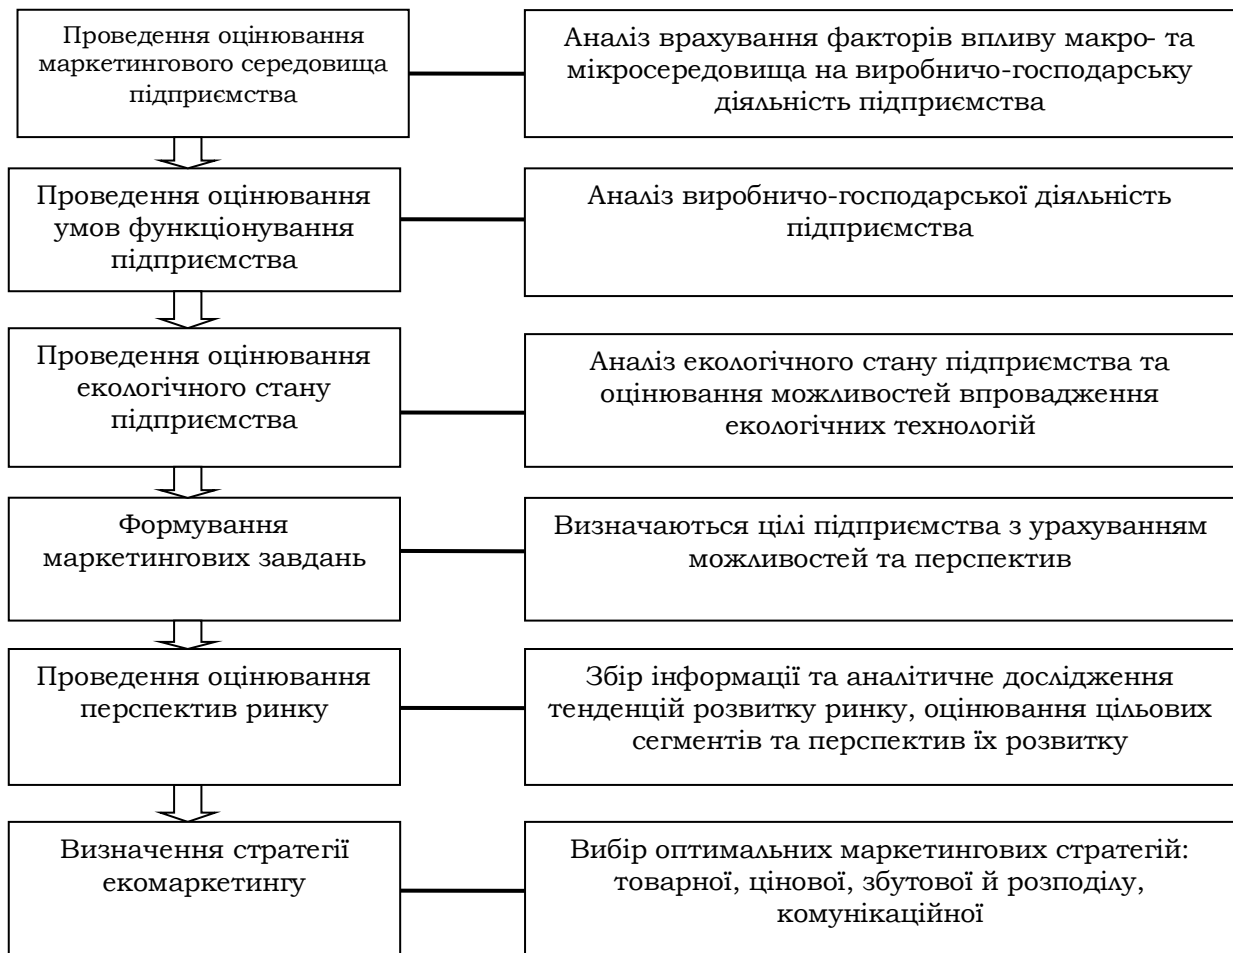 Проведення оцінювання
маркетингового середовища
підприємства
Аналіз врахування факторів впливу макро- та
мікросередовища на виробничо-господарську
діяльність підприємства
Проведення оцінювання
умов функціонування
підприємства
Аналіз виробничо-господарської діяльність
підприємства
Проведення оцінювання
екологічного стану
підприємства
Аналіз екологічного стану підприємства та
оцінювання можливостей впровадження
екологічних технологій
Формування
маркетингових завдань
Визначаються цілі підприємства з урахуванням
можливостей та перспектив
Проведення оцінювання
перспектив ринку
Збір інформації та аналітичне дослідження
тенденцій розвитку ринку, оцінювання цільових
сегментів та перспектив їх розвитку
Визначення стратегії
екомаркетингу
Вибір оптимальних маркетингових стратегій:
товарної, цінової, збутової й розподілу,
комунікаційної